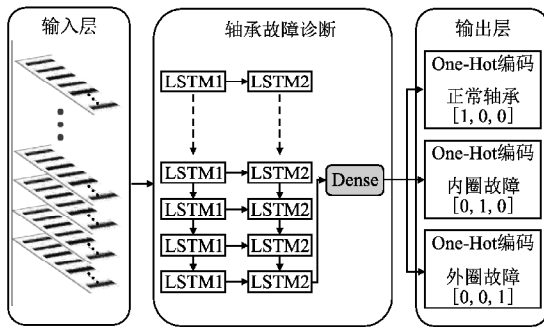 输入层
轴承故障诊断
输出层
LSTM1
LSTM2
LSTM1
LSTM2
LSTM1
LSTM2
LSTM1
LSTM2
LSTM1
LSTM2
Dense
One-Hot编码
正常轴承
[1, 0, 0]
One-Hot编码
内圈故障
[0, 1, 0]
One-Hot编码
外圈故障
[0, 0, 1]